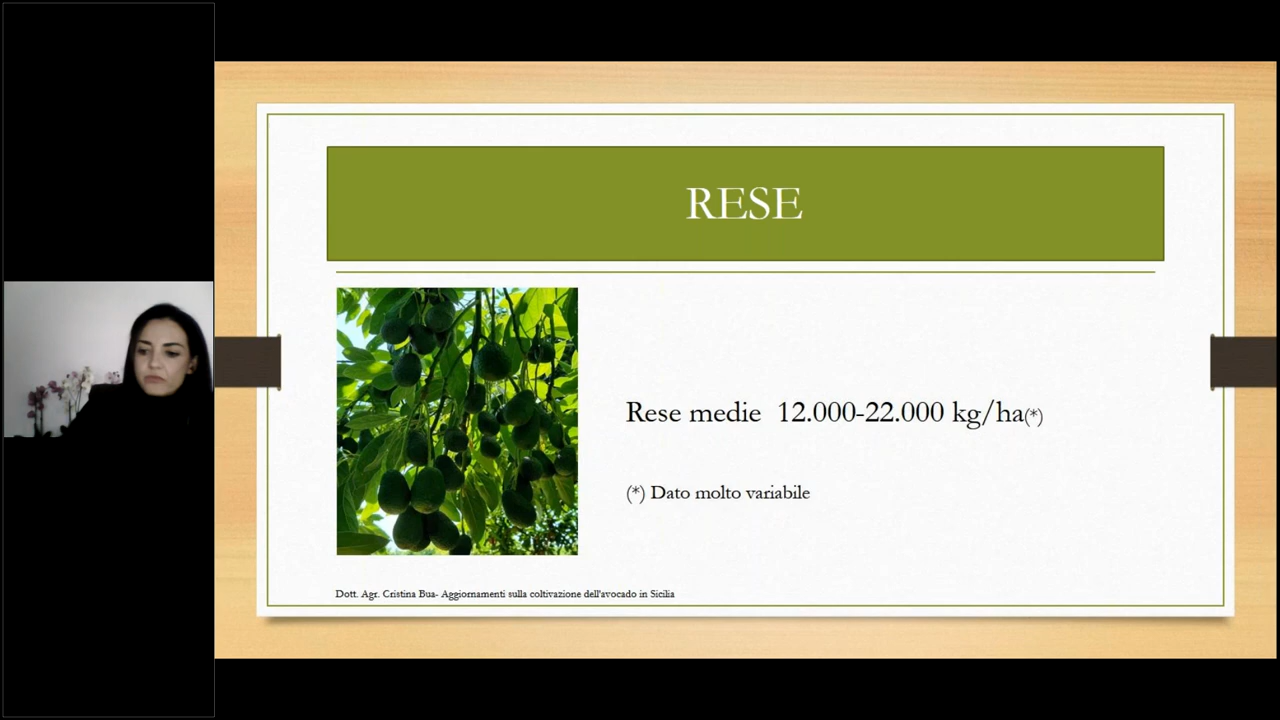 RESE
Rese medie 12.000-22.000 kg/ha(*)
(*) Dato molto variabile
Dott. Agr. Cristina Bua- Aggiornamenti sulla coltivazione dell'avocado in Sicilia